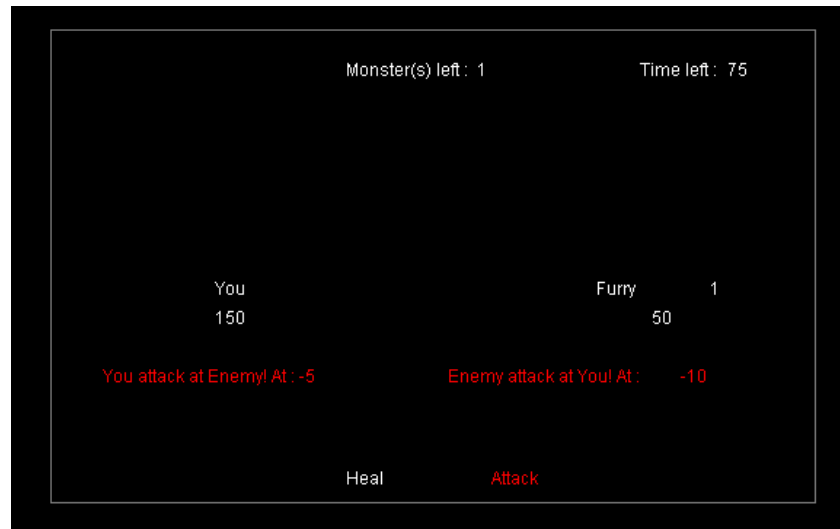 Monster(s) left : 1 Time left : 75
You Furry 1
150 50
You attack at Enemy! At : -5 Enemy attack at You! At : -10
Heal Attack